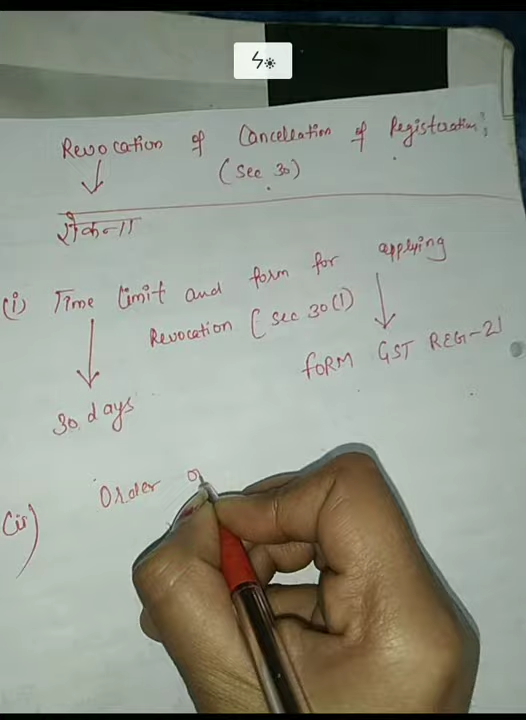 Revocation of Cancellation of Registration:
(Sec 30)
रोकना
(i) Time limit and form for applying
Revocation [Sec 30(1)
30 days
FORM GST REG-21
(ii) Order o